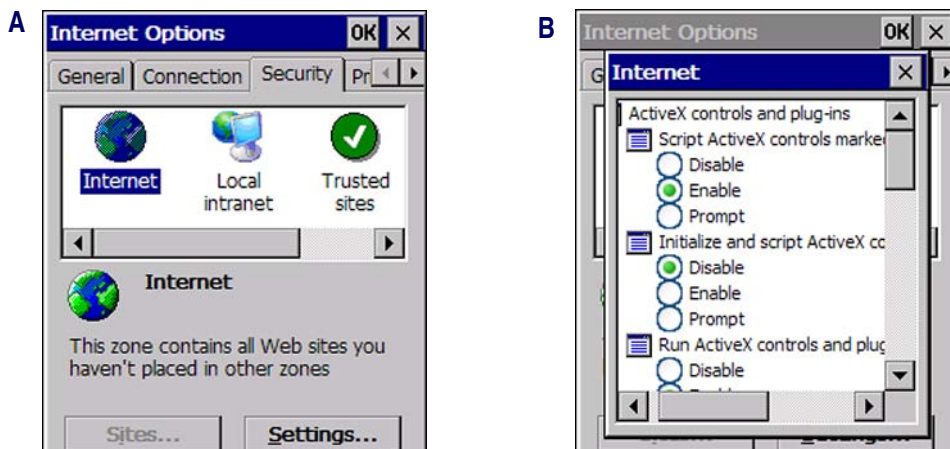 A
Internet Options OK
General Connection Security Pr
Internet Local intranet Trusted sites
Internet
This zone contains all Web sites you
haven't placed in other zones
Sites... Settings...
B
Internet Options OK
G
Internet
ActiveX controls and plug-ins
Script ActiveX controls marke
Disable
Enable
Prompt
Initialize and script ActiveX co
Disable
Enable
Prompt
Run ActiveX controls and plug
Disable